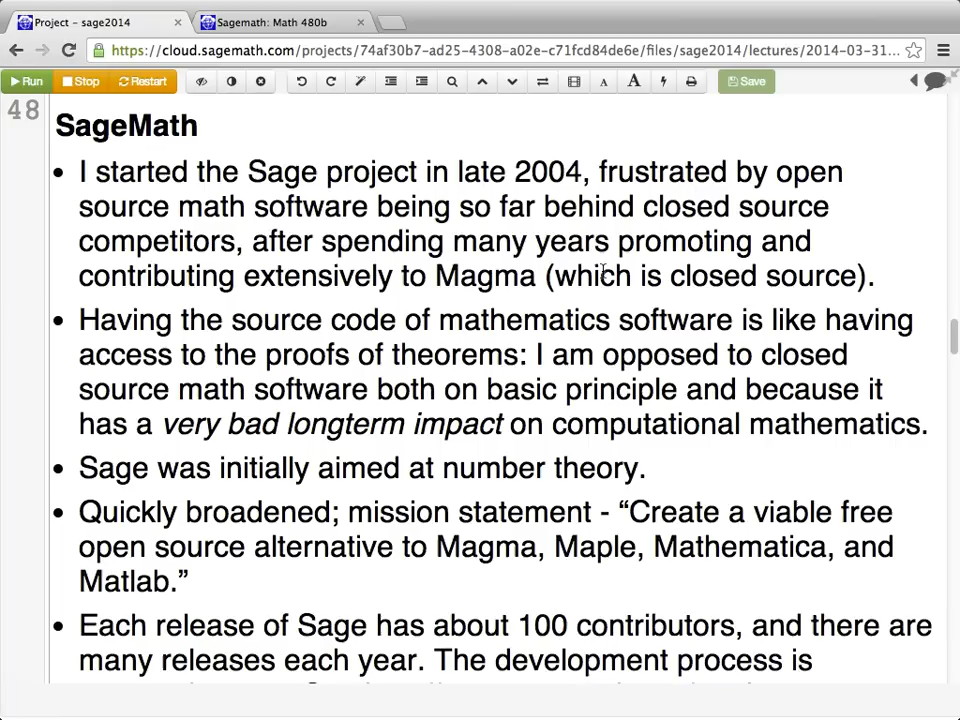 Project – sage2014
Sagemath: Math 480b
https://cloud.sagemath.com/projects/74af30b7-ad25-4308-a02e-c71fcd84de6e/files/sage2014/lectures/2014-03-31...
Run Stop Restart A A Save
48
SageMath
• I started the Sage project in late 2004, frustrated by open
source math software being so far behind closed source
competitors, after spending many years promoting and
contributing extensively to Magma (which is closed source).
• Having the source code of mathematics software is like having
access to the proofs of theorems: I am opposed to closed
source math software both on basic principle and because it
has a very bad longterm impact on computational mathematics.
• Sage was initially aimed at number theory.
• Quickly broadened; mission statement - “Create a viable free
open source alternative to Magma, Maple, Mathematica, and
Matlab.”
• Each release of Sage has about 100 contributors, and there are
many releases each year. The development process is